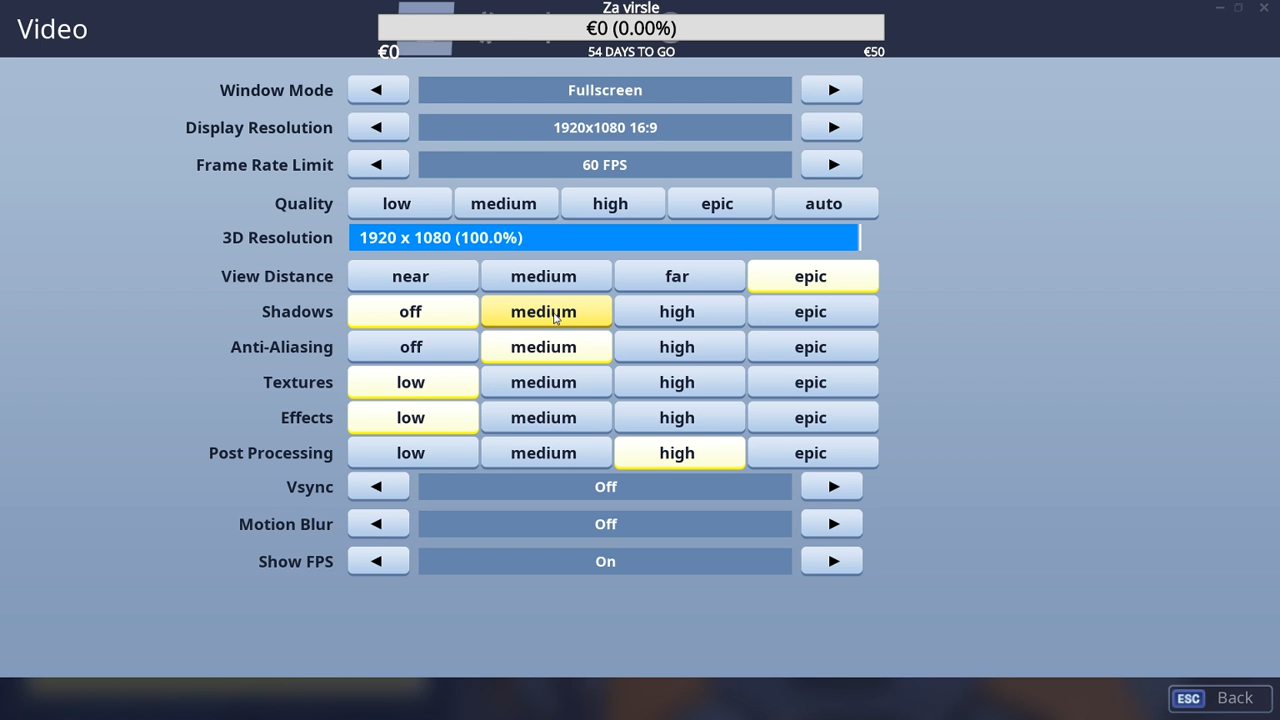 Za virsle
Video
€0 (0.00%)
€0 54 DAYS TO GO €50
Window Mode Fullscreen
Display Resolution 1920x1080 16:9
Frame Rate Limit 60 FPS
Quality low medium high epic auto
3D Resolution 1920 x 1080 (100.0%)
View Distance near medium far epic
Shadows off medium high epic
Anti-Aliasing off medium high epic
Textures low medium high epic
Effects low medium high epic
Post Processing low medium high epic
Vsync Off
Motion Blur Off
Show FPS On
ESC Back